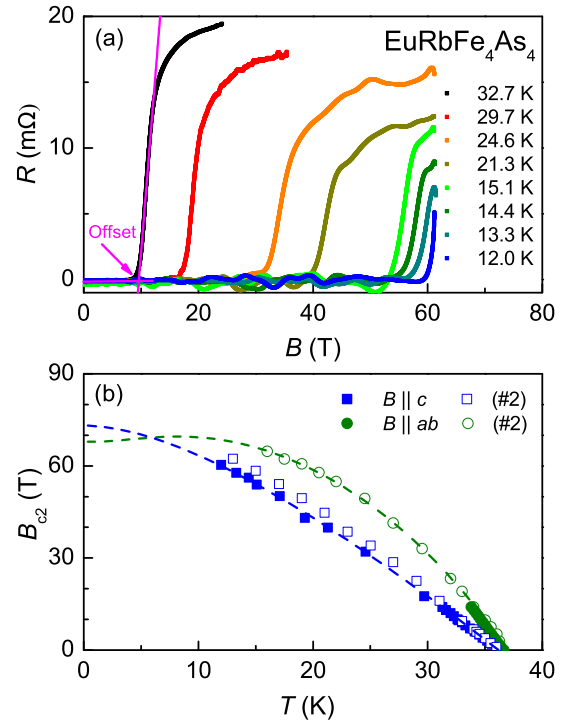 (a) EuRbFe₄As₄
20
10
0
R (mΩ)
Offset
32.7 K
29.7 K
24.6 K
21.3 K
15.1 K
14.4 K
13.3 K
12.0 K
0 20 40 60 80
B (T)
(b) B || c (#2)
B || ab (#2)
90
60
30
0
B_c2 (T)
0 10 20 30 40
T (K)